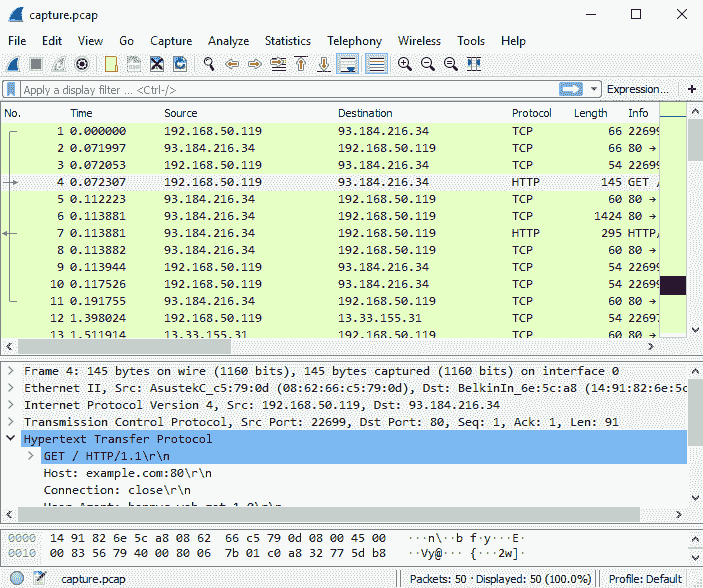 capture.pcap
File Edit View Go Capture Analyze Statistics Telephony Wireless Tools Help
Apply a display filter ... <Ctrl-/> Expression... +
No. Time Source Destination Protocol Length Info
1 0.000000 192.168.50.119 93.184.216.34 TCP 66 22699
2 0.071997 93.184.216.34 192.168.50.119 TCP 66 80 →
3 0.072053 192.168.50.119 93.184.216.34 TCP 54 22699
4 0.072307 192.168.50.119 93.184.216.34 HTTP 145 GET /
5 0.112223 93.184.216.34 192.168.50.119 TCP 60 80 →
6 0.113881 93.184.216.34 192.168.50.119 TCP 1424 80 →
7 0.113881 93.184.216.34 192.168.50.119 HTTP 295 HTTP/
8 0.113882 93.184.216.34 192.168.50.119 TCP 60 80 →
9 0.113944 192.168.50.119 93.184.216.34 TCP 54 22699
10 0.117526 192.168.50.119 93.184.216.34 TCP 54 22699
11 0.191755 93.184.216.34 192.168.50.119 TCP 60 80 →
12 1.398024 192.168.50.119 13.33.155.31 TCP 54 22697
13 1.511914 13.33.155.31 192.168.50.119 TCP 60 80 →
Frame 4: 145 bytes on wire (1160 bits), 145 bytes captured (1160 bits) on interface 0
Ethernet II, Src: AsustekC_c5:79:0d (08:62:66:c5:79:0d), Dst: BelkinIn_6e:5c:a8 (14:91:82:6e:5c
Internet Protocol Version 4, Src: 192.168.50.119, Dst: 93.184.216.34
Transmission Control Protocol, Src Port: 22699, Dst Port: 80, Seq: 1, Ack: 1, Len: 91
Hypertext Transfer Protocol
GET / HTTP/1.1\r\n
Host: example.com:80\r\n
Connection: close\r\n
0000 14 91 82 6e 5c a8 08 62 66 c5 79 0d 08 00 45 00 ···n\··b f·y···E·
0010 00 83 56 79 40 00 80 06 7b 01 c0 a8 32 77 5d b8 ··Vy@··· {···2w]·
capture.pcap Packets: 50 · Displayed: 50 (100.0%) Profile: Default